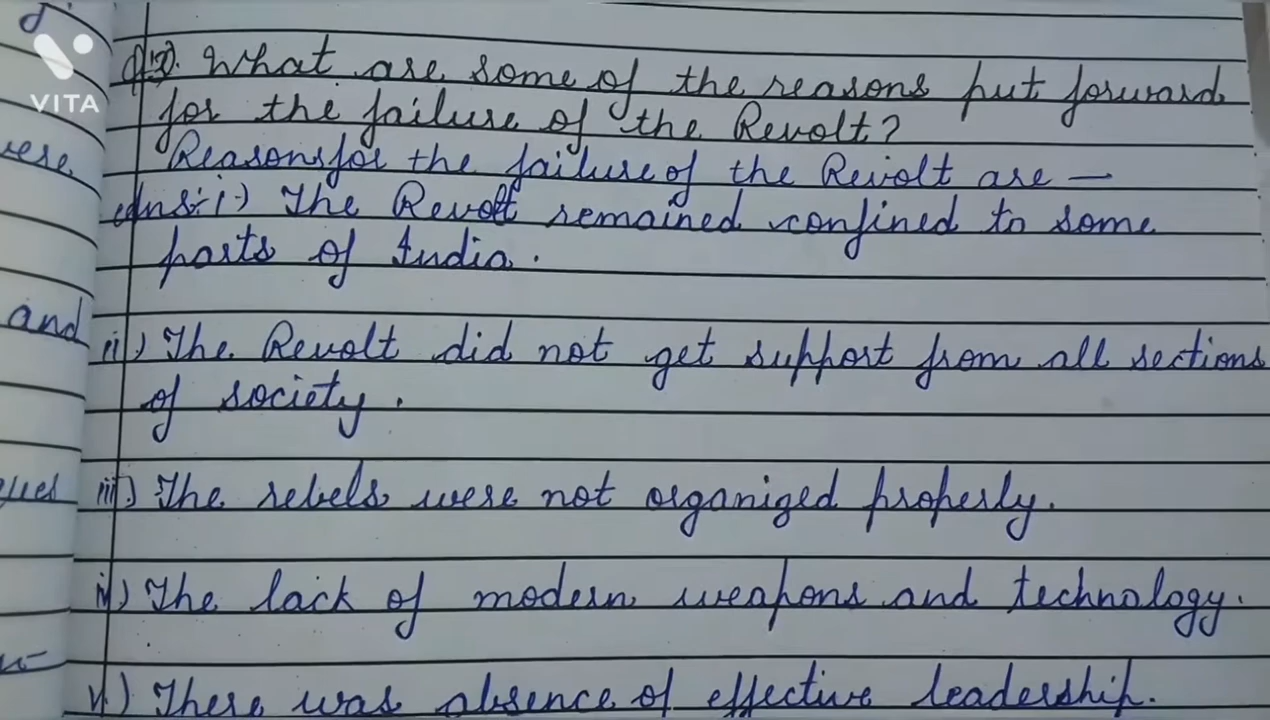 VITA
What are some of the reasons put forward
for the failure of the Revolt?
Reasons for the failure of the Revolt are —
Ans:- i) The Revolt remained confined to some
parts of India.
ii) The Revolt did not get support from all sections
of society.
iii) The rebels were not organized properly.
iv) The lack of modern weapons and technology.
v) There was absence of effective leadership.
and